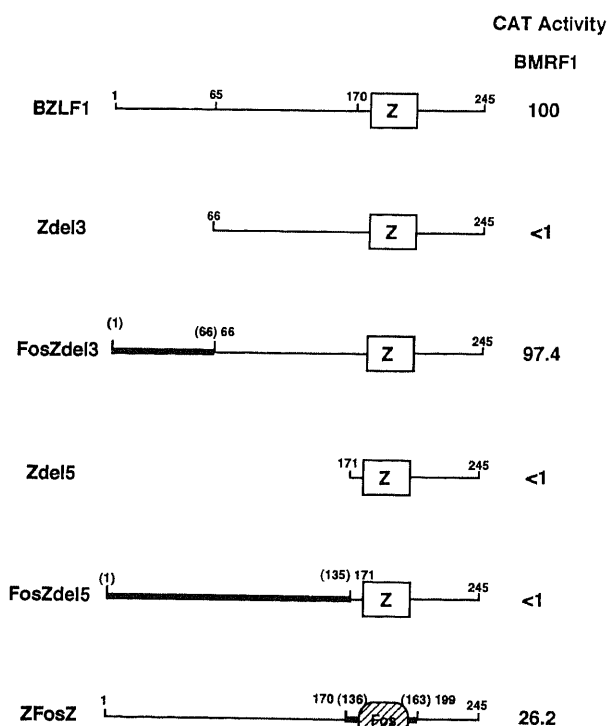 CAT Activity
BMRF1
BZLF1 1 65 170 Z 245 100
Zdel3 66 Z 245 <1
FosZdel3 (1) (66) 66 Z 245 97.4
Zdel5 171 Z 245 <1
FosZdel5 (1) (135) 171 Z 245 <1
ZFosZ 1 170 (136) Fos (163) 199 245 26.2